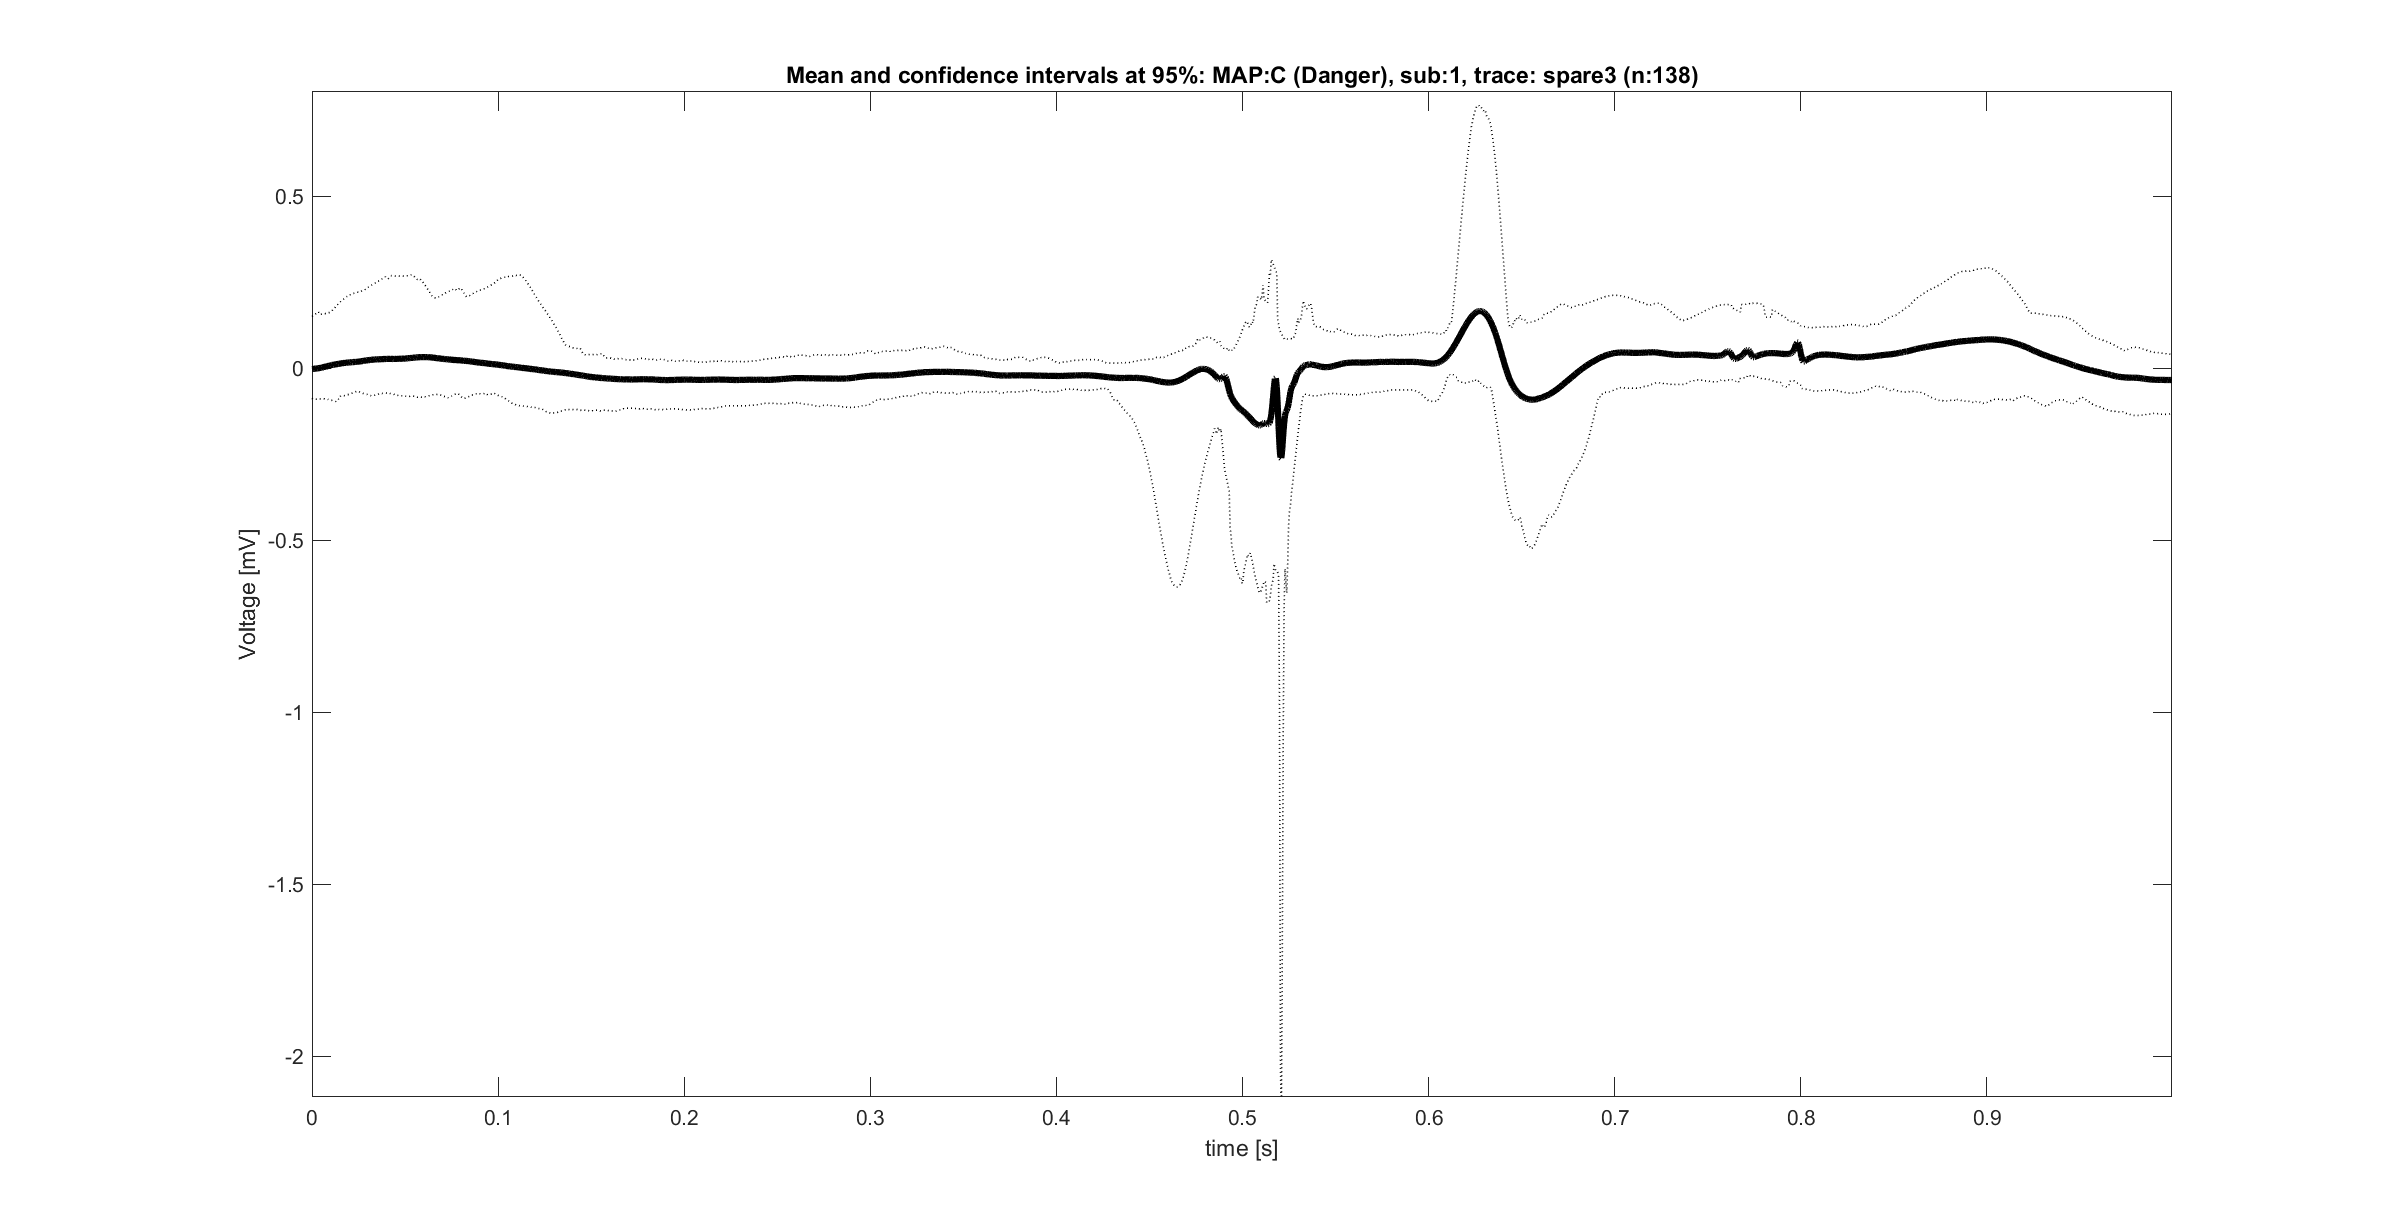 Mean and confidence intervals at 95%: MAP:C (Danger), sub:1, trace: spare3 (n:138)
0.5
0
-0.5
-1
-1.5
-2
Voltage [mV]
0 0.1 0.2 0.3 0.4 0.5 0.6 0.7 0.8 0.9
time [s]